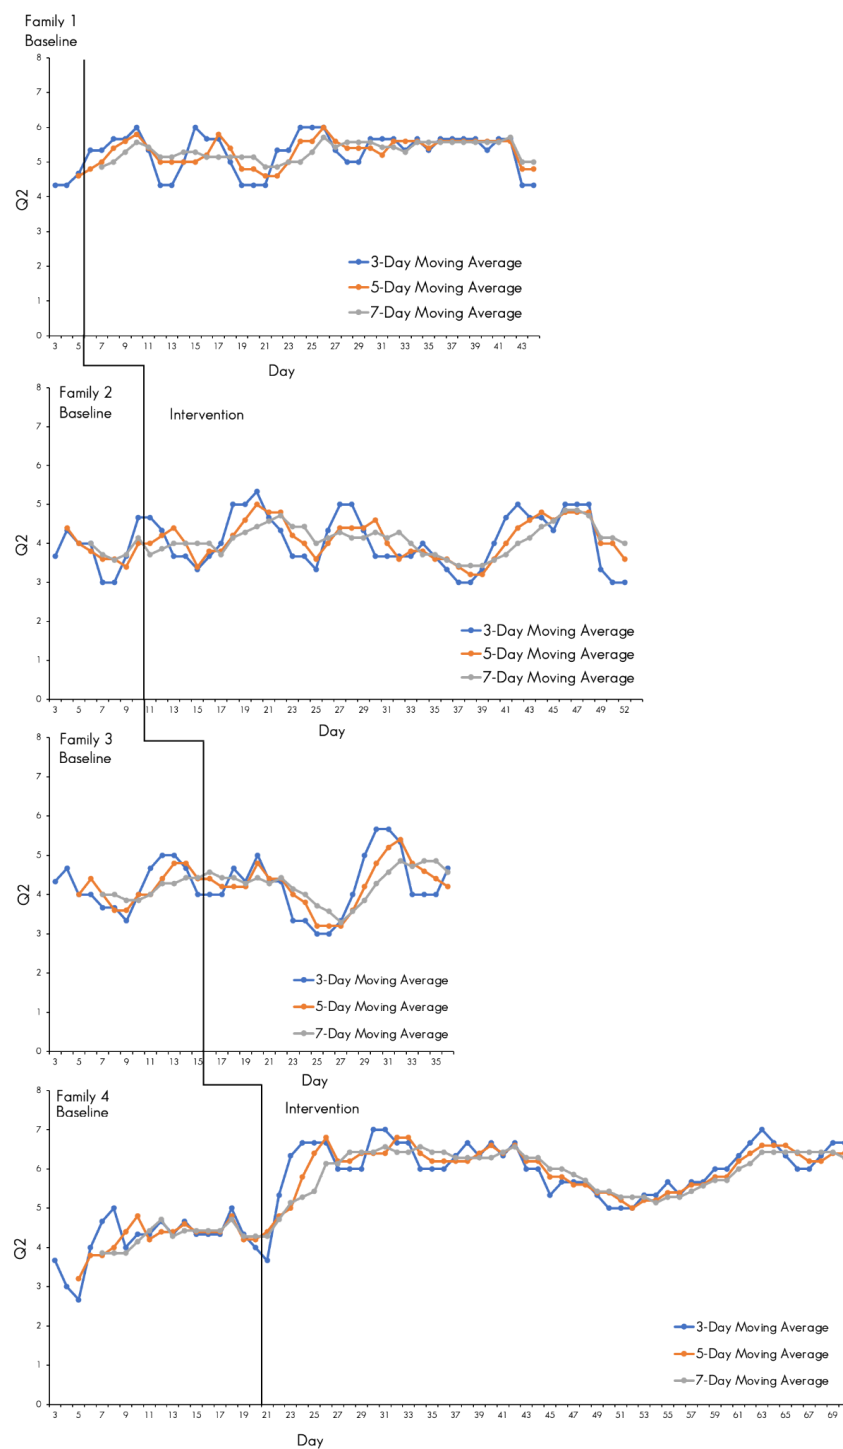 Family 1
Baseline
8
7
6
5
4
3
2
1
0
Q2
3-Day Moving Average
5-Day Moving Average
7-Day Moving Average
3 5 7 9 11 13 15 17 19 21 23 25 27 29 31 33 35 37 39 41 43
Day
Family 2
Baseline
Intervention
8
7
6
5
4
3
2
1
0
Q2
3-Day Moving Average
5-Day Moving Average
7-Day Moving Average
3 5 7 9 11 13 15 17 19 21 23 25 27 29 31 33 35 37 39 41 43 45 47 49 52
Day
Family 3
Baseline
8
7
6
5
4
3
2
1
0
Q2
3-Day Moving Average
5-Day Moving Average
7-Day Moving Average
3 5 7 9 11 13 15 17 19 21 23 25 27 29 31 33 35
Day
Family 4
Baseline
Intervention
8
7
6
5
4
3
2
1
0
Q2
3-Day Moving Average
5-Day Moving Average
7-Day Moving Average
3 5 7 9 11 13 15 17 19 21 23 25 27 29 31 33 35 37 39 41 43 45 47 49 51 53 55 57 59 61 63 65 67 69
Day